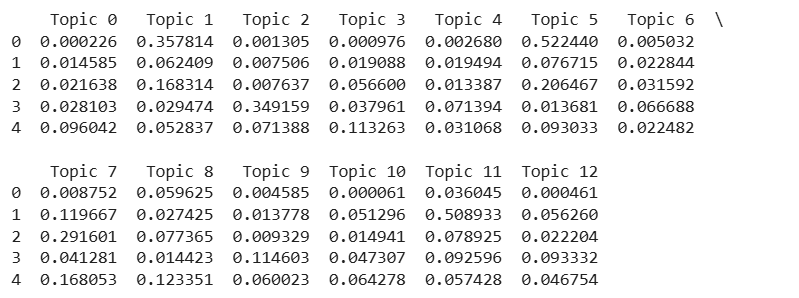 Topic 0 Topic 1 Topic 2 Topic 3 Topic 4 Topic 5 Topic 6 \
0 0.000226 0.357814 0.001305 0.000976 0.002680 0.522440 0.005032
1 0.014585 0.062409 0.007506 0.019088 0.019494 0.076715 0.022844
2 0.021638 0.168314 0.007637 0.056600 0.013387 0.206467 0.031592
3 0.028103 0.029474 0.349159 0.037961 0.071394 0.013681 0.066688
4 0.096042 0.052837 0.071388 0.113263 0.031068 0.093033 0.022482
Topic 7 Topic 8 Topic 9 Topic 10 Topic 11 Topic 12
0 0.008752 0.059625 0.004585 0.000061 0.036045 0.000461
1 0.119667 0.027425 0.013778 0.051296 0.508933 0.056260
2 0.291601 0.077365 0.009329 0.014941 0.078925 0.022204
3 0.041281 0.014423 0.114603 0.047307 0.092596 0.093332
4 0.168053 0.123351 0.060023 0.064278 0.057428 0.046754